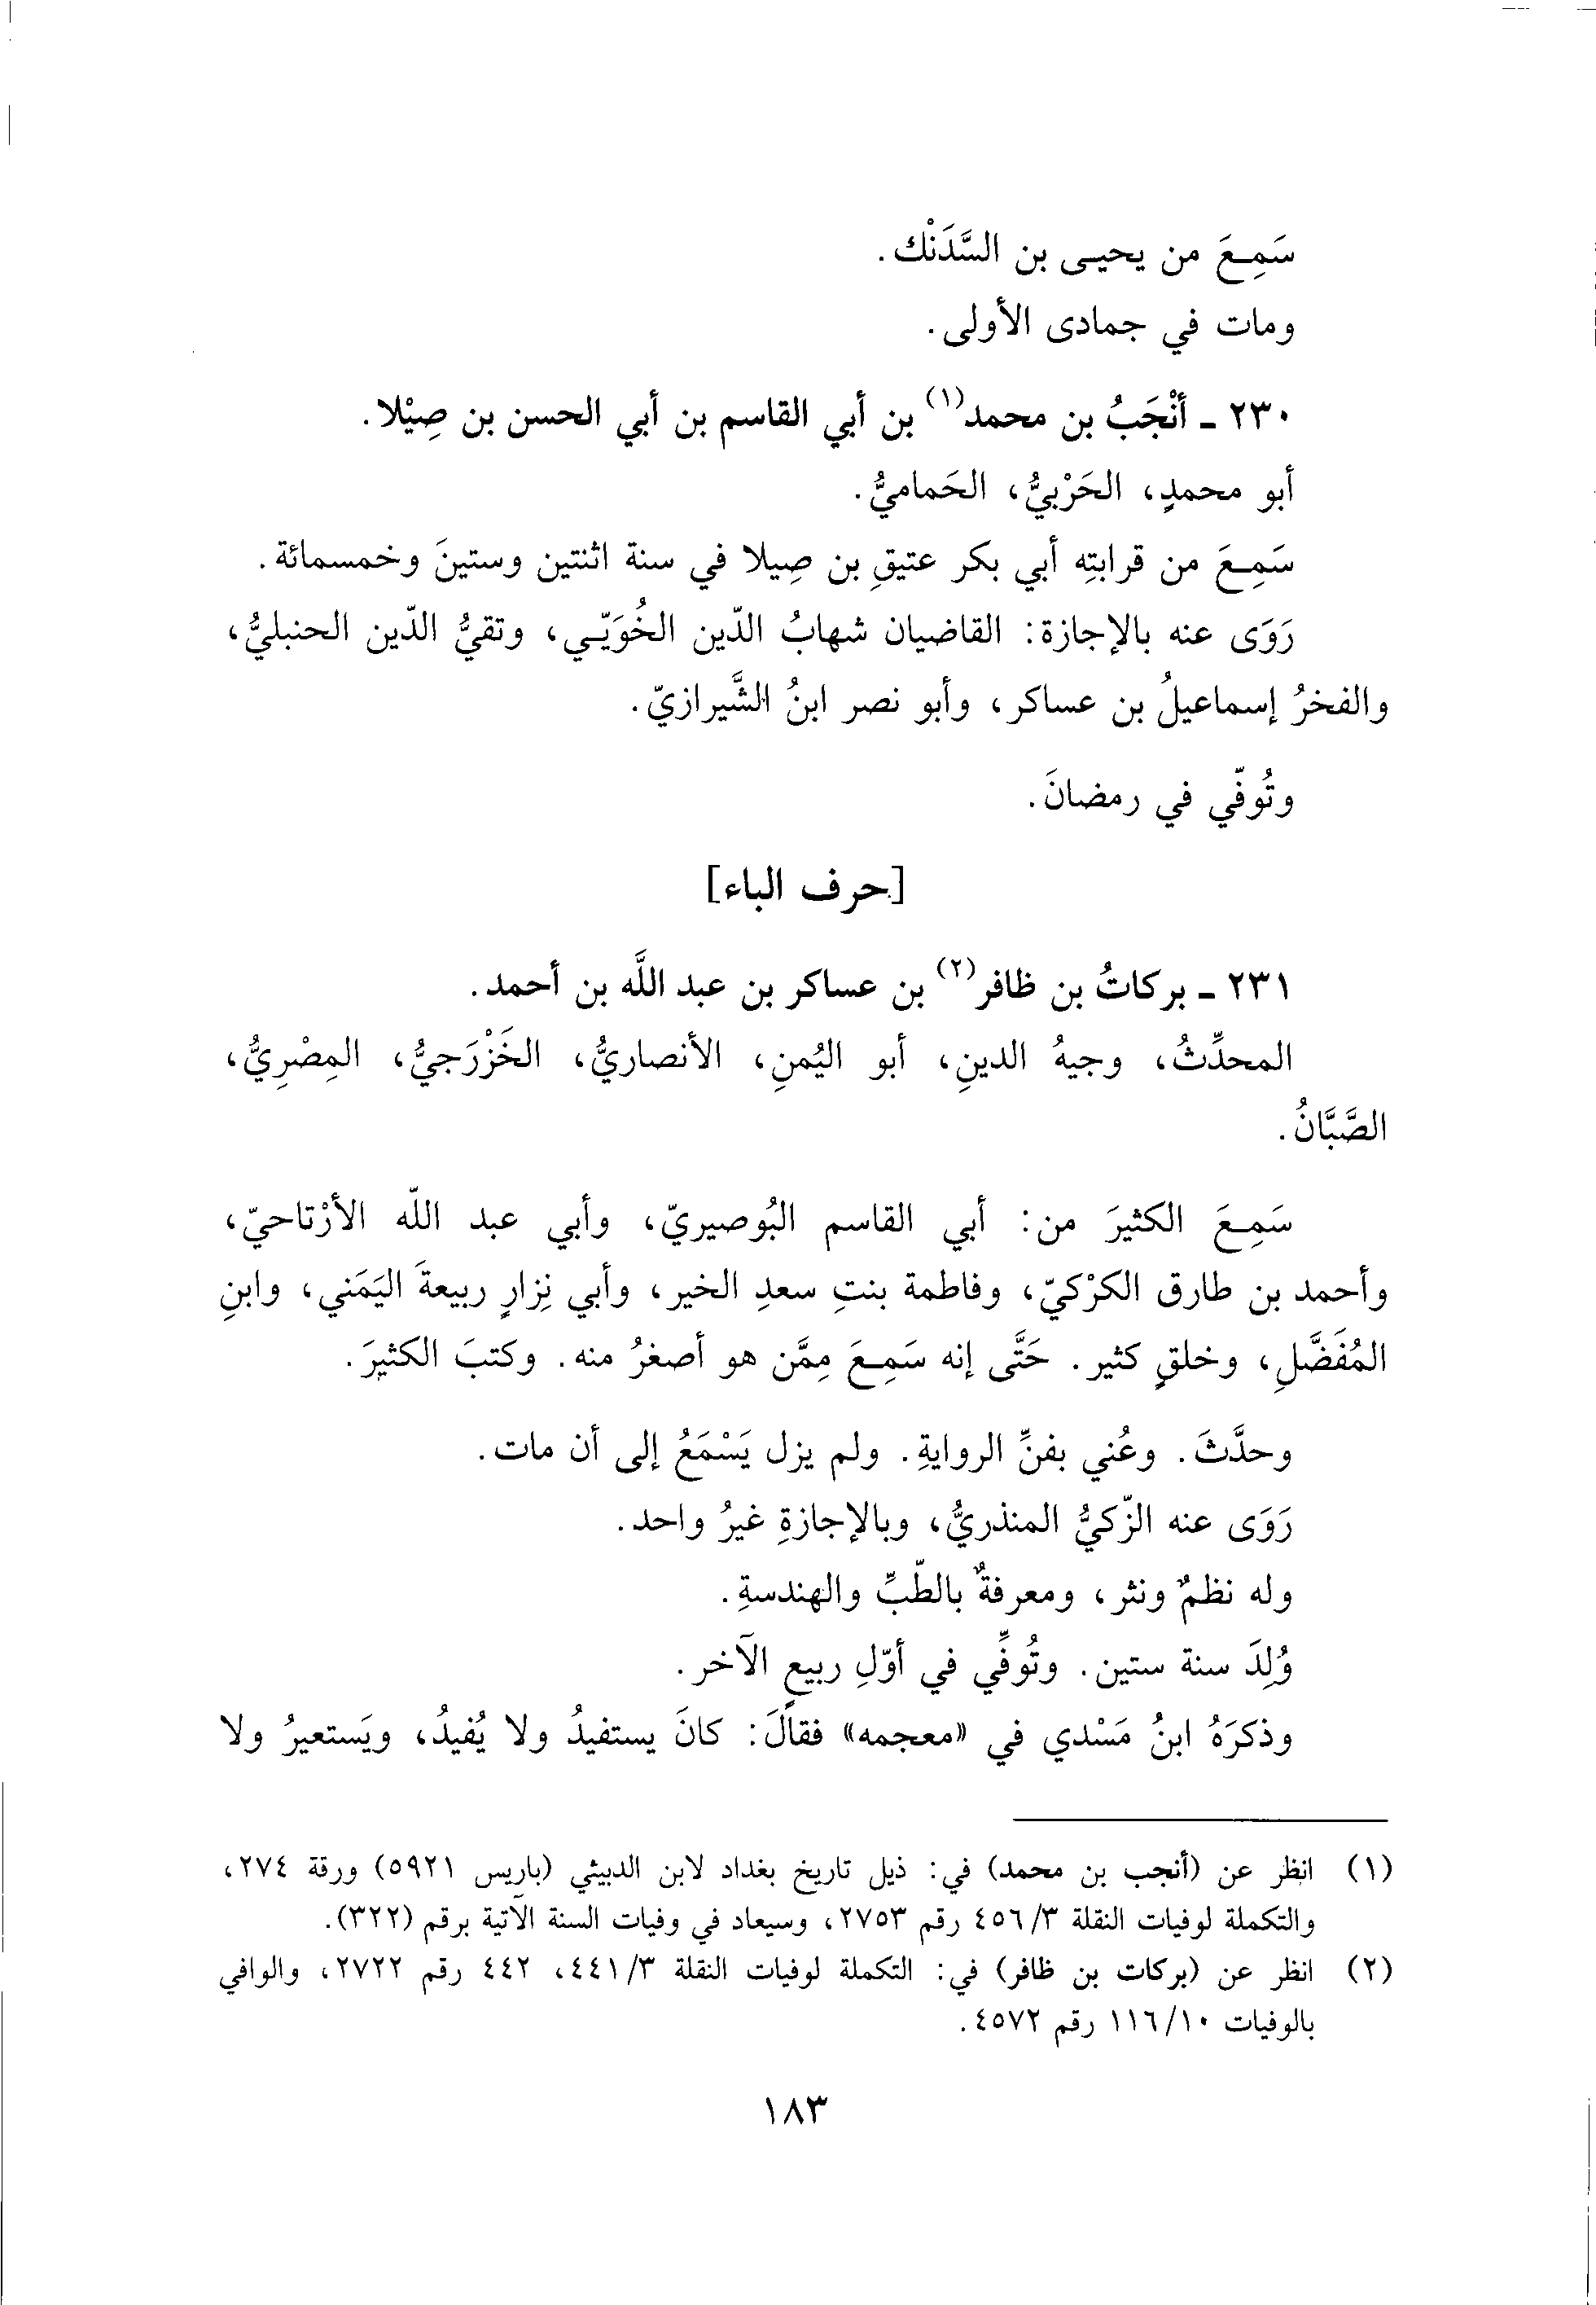 سَمِعَ من يحيى بن السَّدَنْك.
ومات في جمادى الأولى.
٢٣٠ ـ أَنْجَبُ بن محمد(١) بن أبي القاسم بن أبي الحسن بن صِيْلا.
أبو محمدٍ، الحَرْبيُّ، الحَماميُّ.
سَمِعَ من قرابتِه أبي بكر عتيقِ بن صِيلا في سنة اثنتين وستينَ وخمسمائة.
رَوَى عنه بالإجازة: القاضيان شهابُ الدّين الخُوَيّي، وتقيُّ الدّين الحنبليُّ،
والفخرُ إسماعيلُ بن عساكر، وأبو نصر ابنُ الشَّيرازيّ.
وتُوفّي في رمضانَ.
[حرف الباء]
٢٣١ ـ بركاتُ بن ظافر(٢) بن عساكر بن عبد اللَّه بن أحمد.
المحدِّثُ، وجيهُ الدينِ، أبو اليُمنِ، الأنصاريُّ، الخَزْرَجيُّ، المِصْرِيُّ،
الصَّبَّانُ.
سَمِعَ الكثيرَ من: أبي القاسم البُوصيريّ، وأبي عبد اللّه الأرْتاحيّ،
وأحمد بن طارق الكرْكيّ، وفاطمة بنتِ سعدِ الخير، وأبي نِزارٍ ربيعةَ اليَمَني، وابنِ
المُفَضَّلِ، وخلقٍ كثير. حَتَّى إنه سَمِعَ مِمَّن هو أصغرُ منه. وكتبَ الكثيرَ.
وحدَّثَ. وعُني بفنِّ الروايةِ. ولم يزل يَسْمَعُ إلى أن مات.
رَوَى عنه الزّكيُّ المنذريُّ، وبالإجازةِ غيرُ واحد.
وله نظمٌ ونثر، ومعرفةٌ بالطّبِّ والهندسةِ.
وُلِدَ سنة ستين. وتُوفِّي في أوّلِ ربيعٍ الآخر.
وذكرَهُ ابنُ مَسْدي في «معجمه» فقالَ: كانَ يستفيدُ ولا يُفيدُ، ويَستعيرُ ولا
(١) انظر عن (أنجب بن محمد) في: ذيل تاريخ بغداد لابن الدبيثي (باريس ٥٩٢١) ورقة ٢٧٤،
والتكملة لوفيات النقلة ٣/ ٤٥٦ رقم ٢٧٥٣، وسيعاد في وفيات السنة الآتية برقم (٣٢٢).
(٢) انظر عن (بركات بن ظافر) في: التكملة لوفيات النقلة ٣/ ٤٤١، ٤٤٢ رقم ٢٧٢٢، والوافي
بالوفيات ١٠/ ١١٦ رقم ٤٥٧٢.
١٨٣